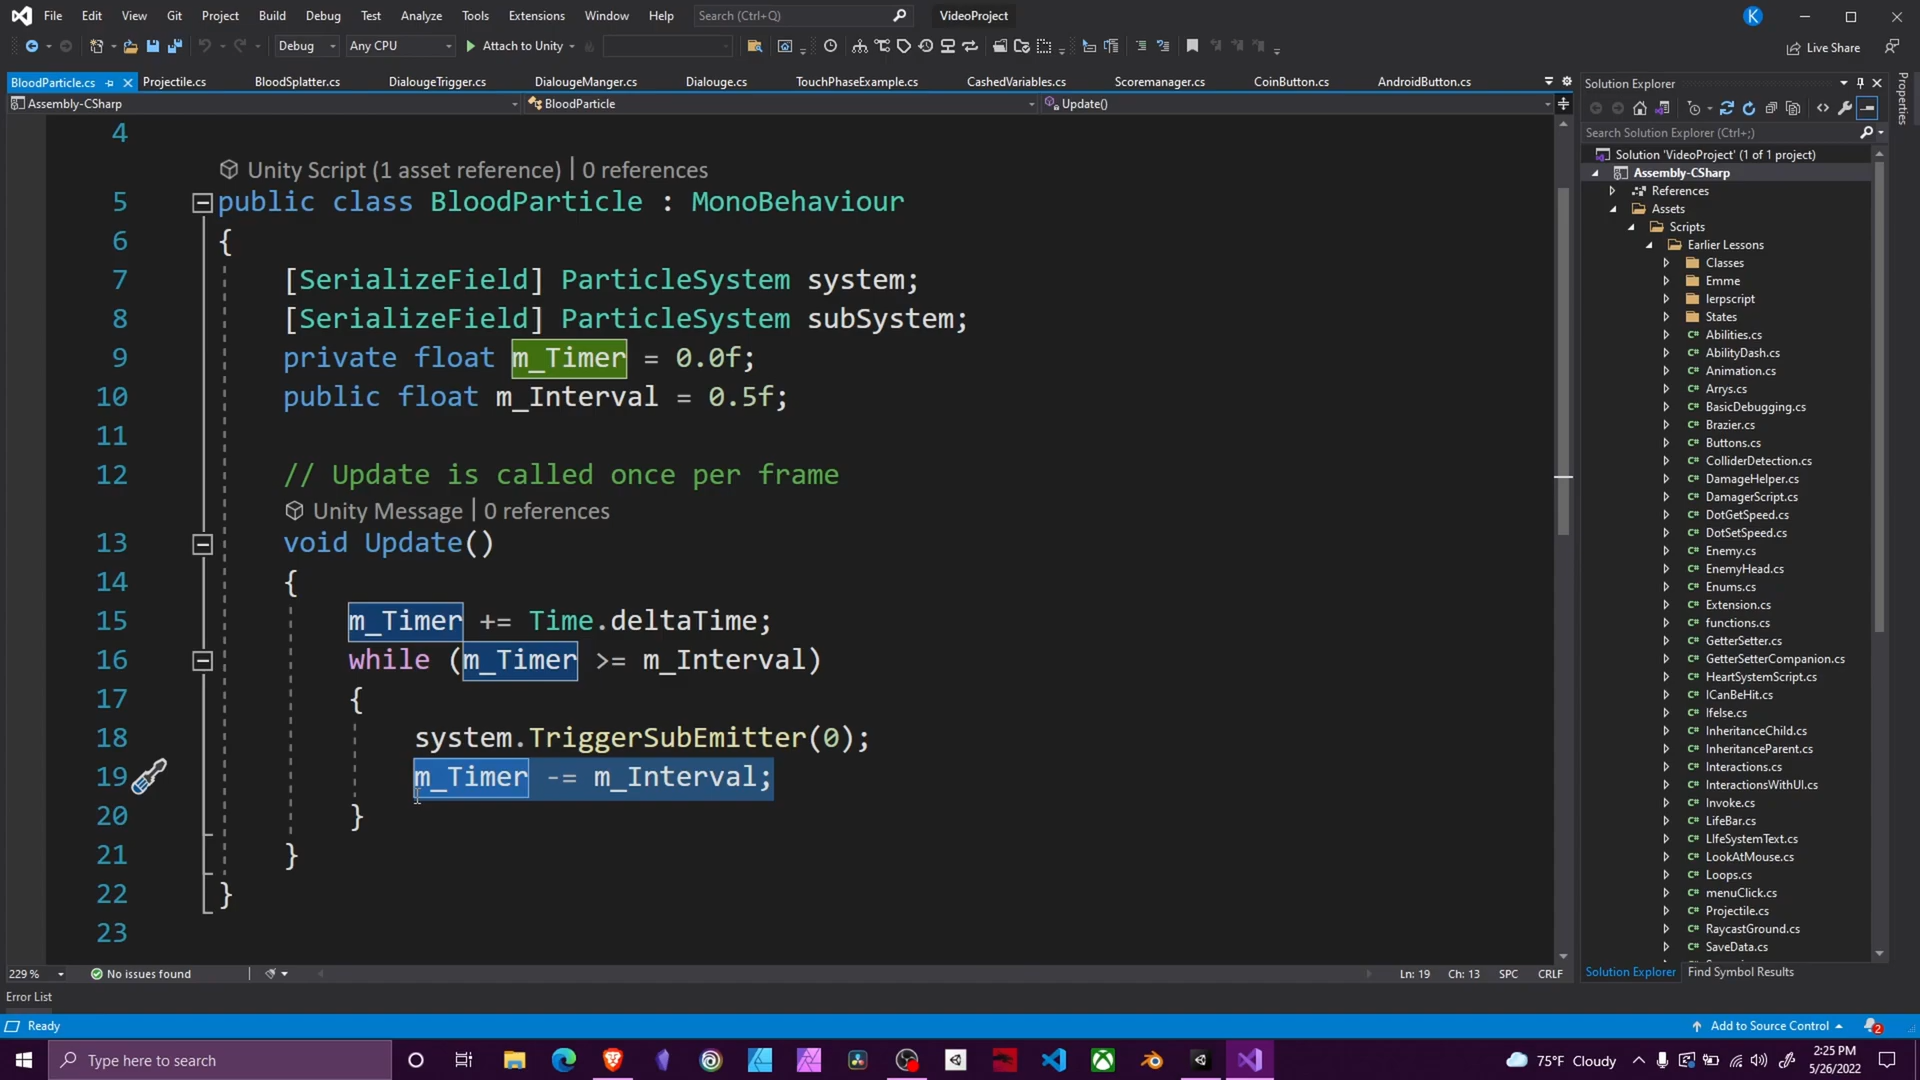 File Edit View Git Project Build Debug Test Analyze Tools Extensions Window Help Search (Ctrl+Q) VideoProject K
Debug Any CPU Attach to Unity Live Share
BloodParticle.cs Projectile.cs BloodSplatter.cs DialougeTrigger.cs DialougeManger.cs Dialouge.cs TouchPhaseExample.cs CashedVariables.cs Scoremanager.cs CoinButton.cs AndroidButton.cs
Assembly-CSharp BloodParticle Update()
4
Unity Script (1 asset reference) | 0 references
5 public class BloodParticle : MonoBehaviour
6 {
7 [SerializeField] ParticleSystem system;
8 [SerializeField] ParticleSystem subSystem;
9 private float m_Timer = 0.0f;
10 public float m_Interval = 0.5f;
11
12 // Update is called once per frame
Unity Message | 0 references
13 void Update()
14 {
15 m_Timer += Time.deltaTime;
16 while (m_Timer >= m_Interval)
17 {
18 system.TriggerSubEmitter(0);
19 m_Timer -= m_Interval;
20 }
21 }
22 }
23
229 % No issues found Ln: 19 Ch: 13 SPC CRLF
Error List
Ready Add to Source Control 2
Solution Explorer
Search Solution Explorer (Ctrl+;)
Solution 'VideoProject' (1 of 1 project)
Assembly-CSharp
References
Assets
Scripts
Earlier Lessons
Classes
Emme
lerpscript
States
C# Abilities.cs
C# AbilityDash.cs
C# Animation.cs
C# Arrys.cs
C# BasicDebugging.cs
C# Brazier.cs
C# Buttons.cs
C# ColliderDetection.cs
C# DamageHelper.cs
C# DamagerScript.cs
C# DotGetSpeed.cs
C# DotSetSpeed.cs
C# Enemy.cs
C# EnemyHead.cs
C# Enums.cs
C# Extension.cs
C# functions.cs
C# GetterSetter.cs
C# GetterSetterCompanion.cs
C# HeartSystemScript.cs
C# ICanBeHit.cs
C# Ifelse.cs
C# InheritanceChild.cs
C# InheritanceParent.cs
C# Interactions.cs
C# InteractionsWithUI.cs
C# Invoke.cs
C# LifeBar.cs
C# LIfeSystemText.cs
C# LookAtMouse.cs
C# Loops.cs
C# menuClick.cs
C# Projectile.cs
C# RaycastGround.cs
C# SaveData.cs
Solution Explorer Find Symbol Results
Properties
Type here to search 75°F Cloudy 2:25 PM
5/26/2022